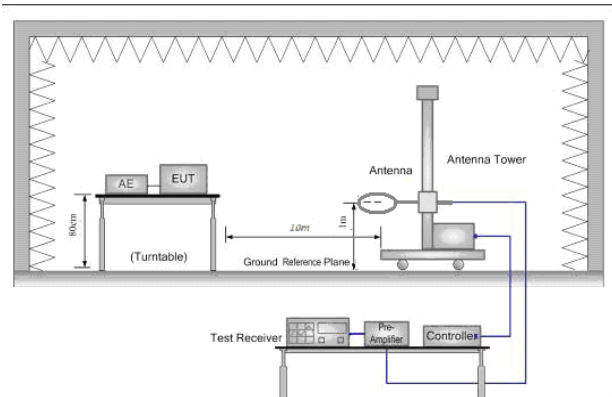 Antenna Tower
Antenna
AE
EUT
80cm
10m
1m
(Turntable)
Ground Reference Plane
Test Receiver
Pre-
Amplifier
Controller